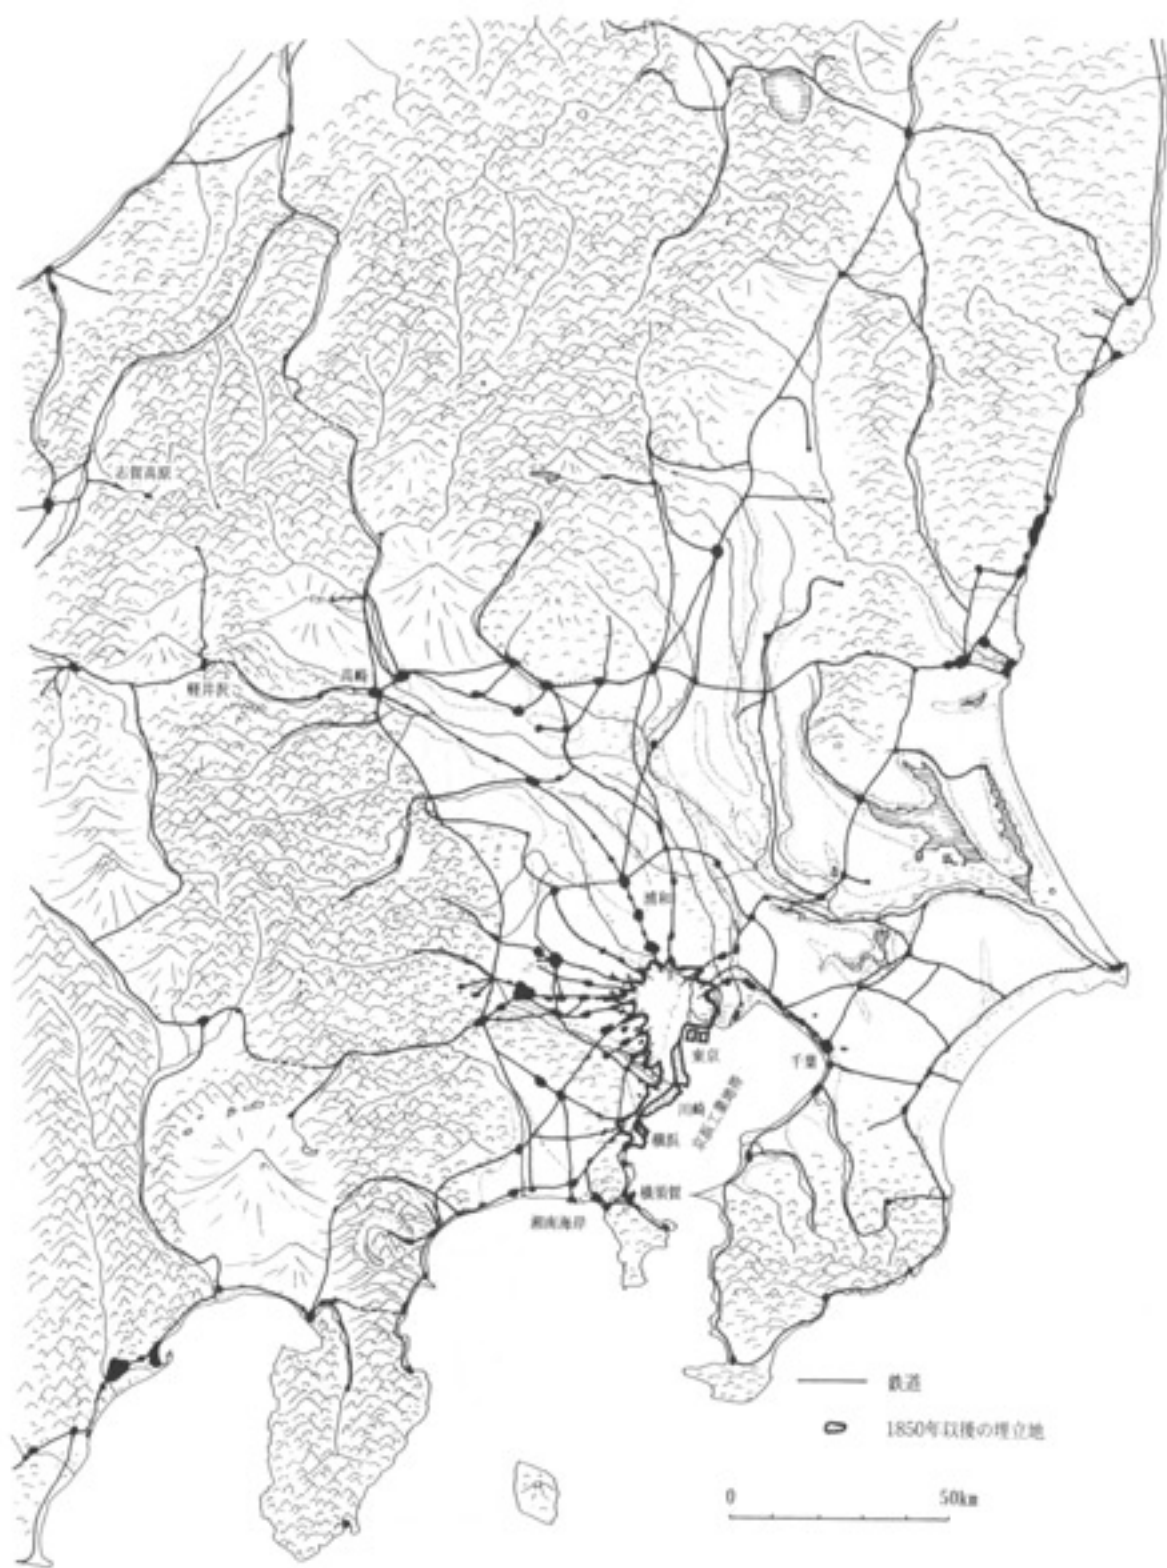 志賀高原
高崎
軽井沢
浦和
東京
千葉
川崎
京浜工業地帯
横浜
横須賀
湘南海岸
鉄道
1850年以後の埋立地
0 50km